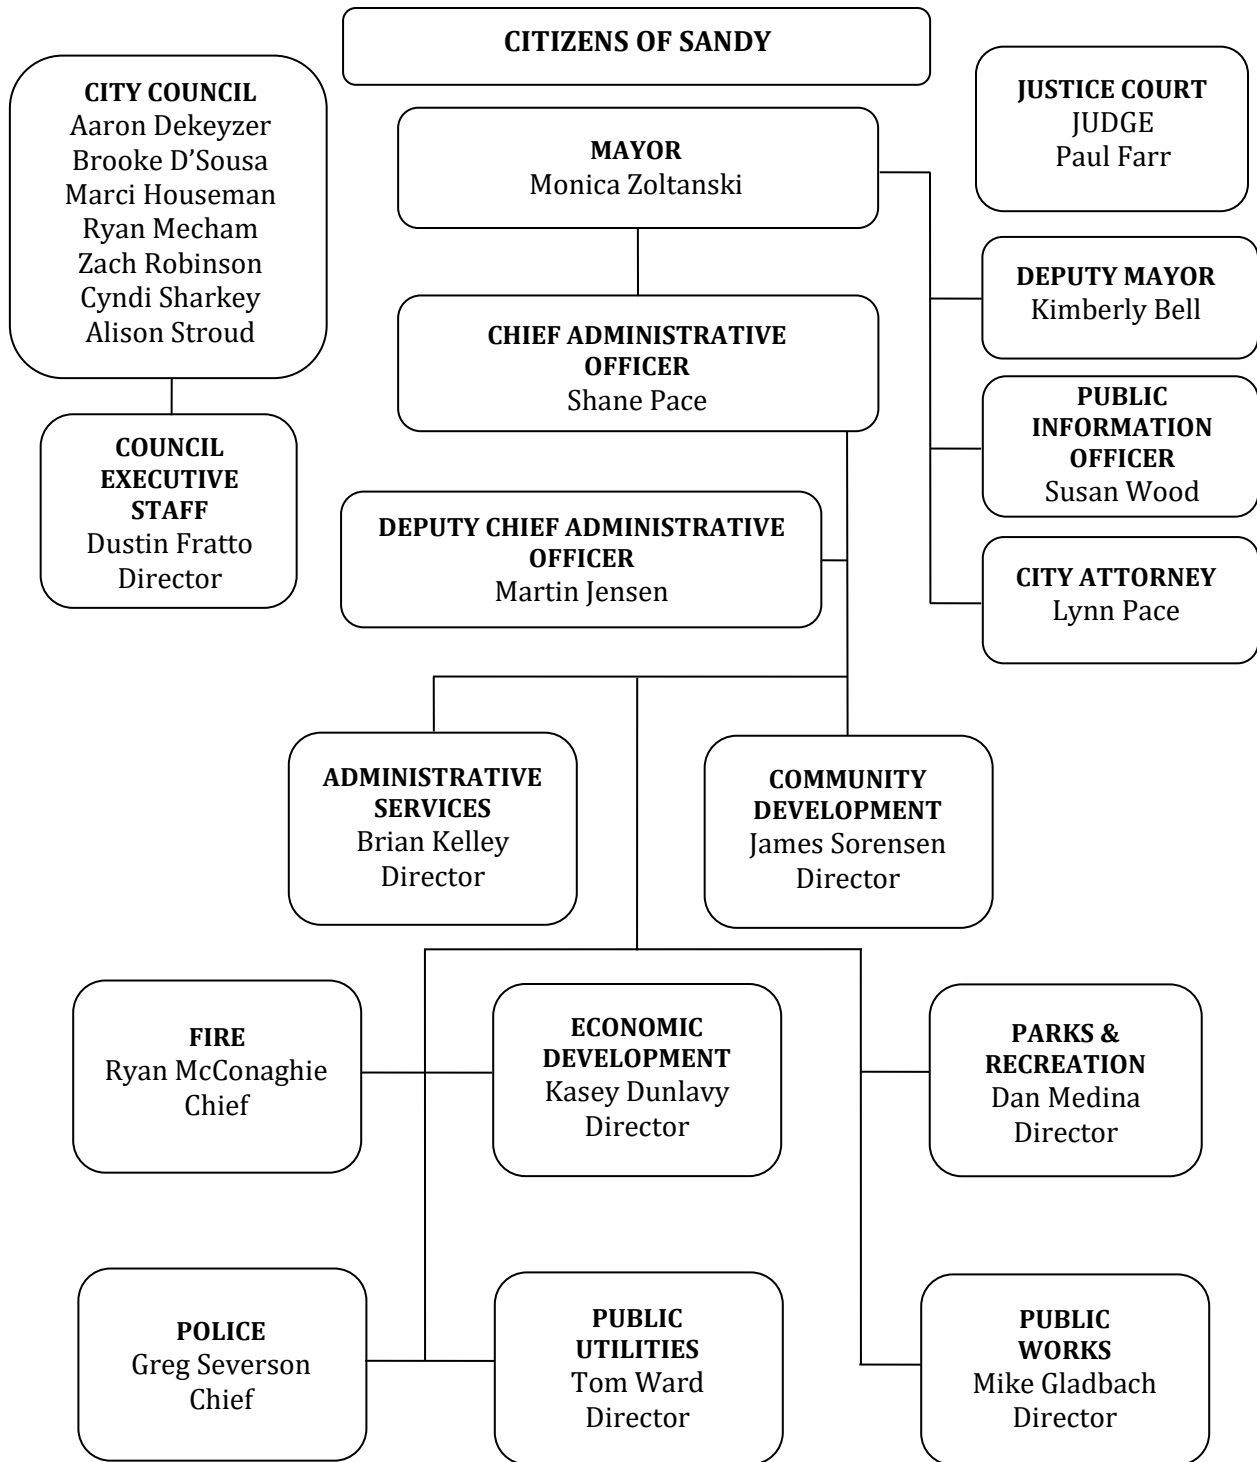 CITIZENS OF SANDY
CITY COUNCIL
Aaron Dekeyzer
Brooke D’Sousa
Marci Houseman
Ryan Mecham
Zach Robinson
Cyndi Sharkey
Alison Stroud
MAYOR
Monica Zoltanski
JUSTICE COURT
JUDGE
Paul Farr
DEPUTY MAYOR
Kimberly Bell
CHIEF ADMINISTRATIVE
OFFICER
Shane Pace
PUBLIC
INFORMATION
OFFICER
Susan Wood
COUNCIL
EXECUTIVE
STAFF
Dustin Fratto
Director
DEPUTY CHIEF ADMINISTRATIVE
OFFICER
Martin Jensen
CITY ATTORNEY
Lynn Pace
ADMINISTRATIVE
SERVICES
Brian Kelley
Director
COMMUNITY
DEVELOPMENT
James Sorensen
Director
FIRE
Ryan McConaghie
Chief
ECONOMIC
DEVELOPMENT
Kasey Dunlavy
Director
PARKS &
RECREATION
Dan Medina
Director
POLICE
Greg Severson
Chief
PUBLIC
UTILITIES
Tom Ward
Director
PUBLIC
WORKS
Mike Gladbach
Director